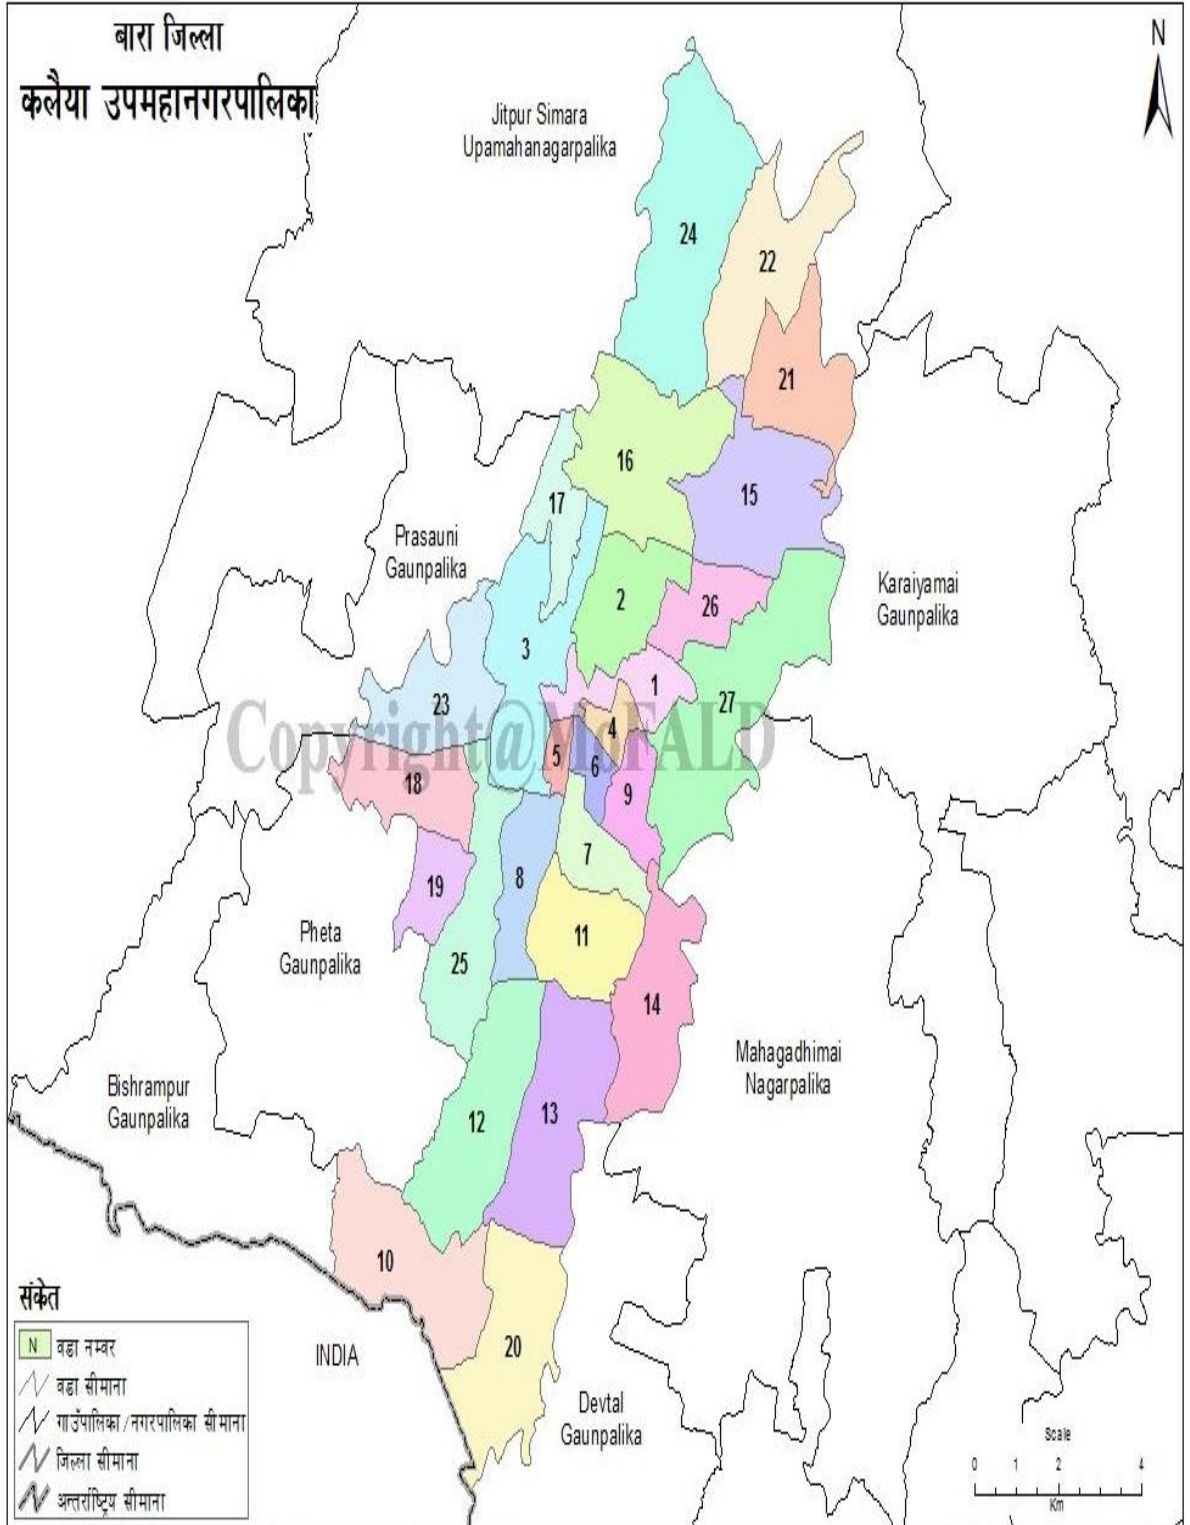 बारा जिल्ला
कलैया उपमहानगरपालिका
N
Jitpur Simara
Upamahanagarpalika
24
22
21
16
15
17
Prasauni
Gaunpalika
2
26
Karaiyamai
Gaunpalika
3
1
27
23
4
Copyright@MoFALD
5
6
18
9
7
19
8
Pheta
Gaunpalika
11
25
14
Mahagadhimai
Nagarpalika
Bishrampur
Gaunpalika
12
13
10
संकेत
INDIA
20
N वडा नम्वर
वडा सीमाना
गाउँपालिका/नगरपालिका सीमाना
जिल्ला सीमाना
अन्तर्राष्ट्रिय सीमाना
Devtal
Gaunpalika
Scale
0 1 2 4
Km